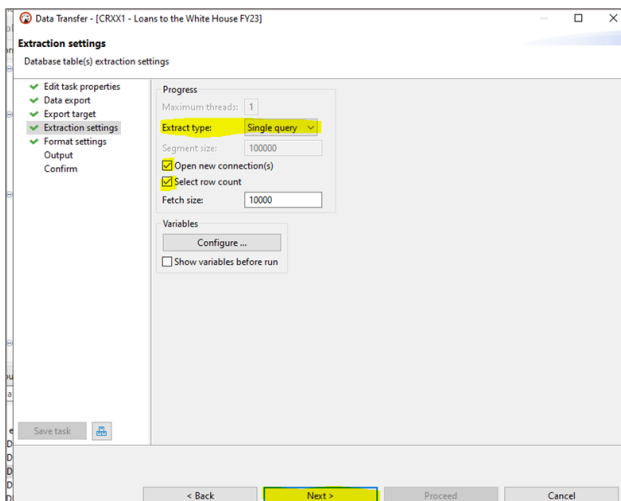 Data Transfer - [CRXX1 - Loans to the White House FY23]
Extraction settings
Database table(s) extraction settings
Edit task properties
Data export
Export target
Extraction settings
Format settings
Output
Confirm
Progress
Maximum threads: 1
Extract type: Single query
Segment size: 100000
Open new connection(s)
Select row count
Fetch size: 10000
Variables
Configure ...
Show variables before run
Save task
< Back
Next >
Proceed
Cancel